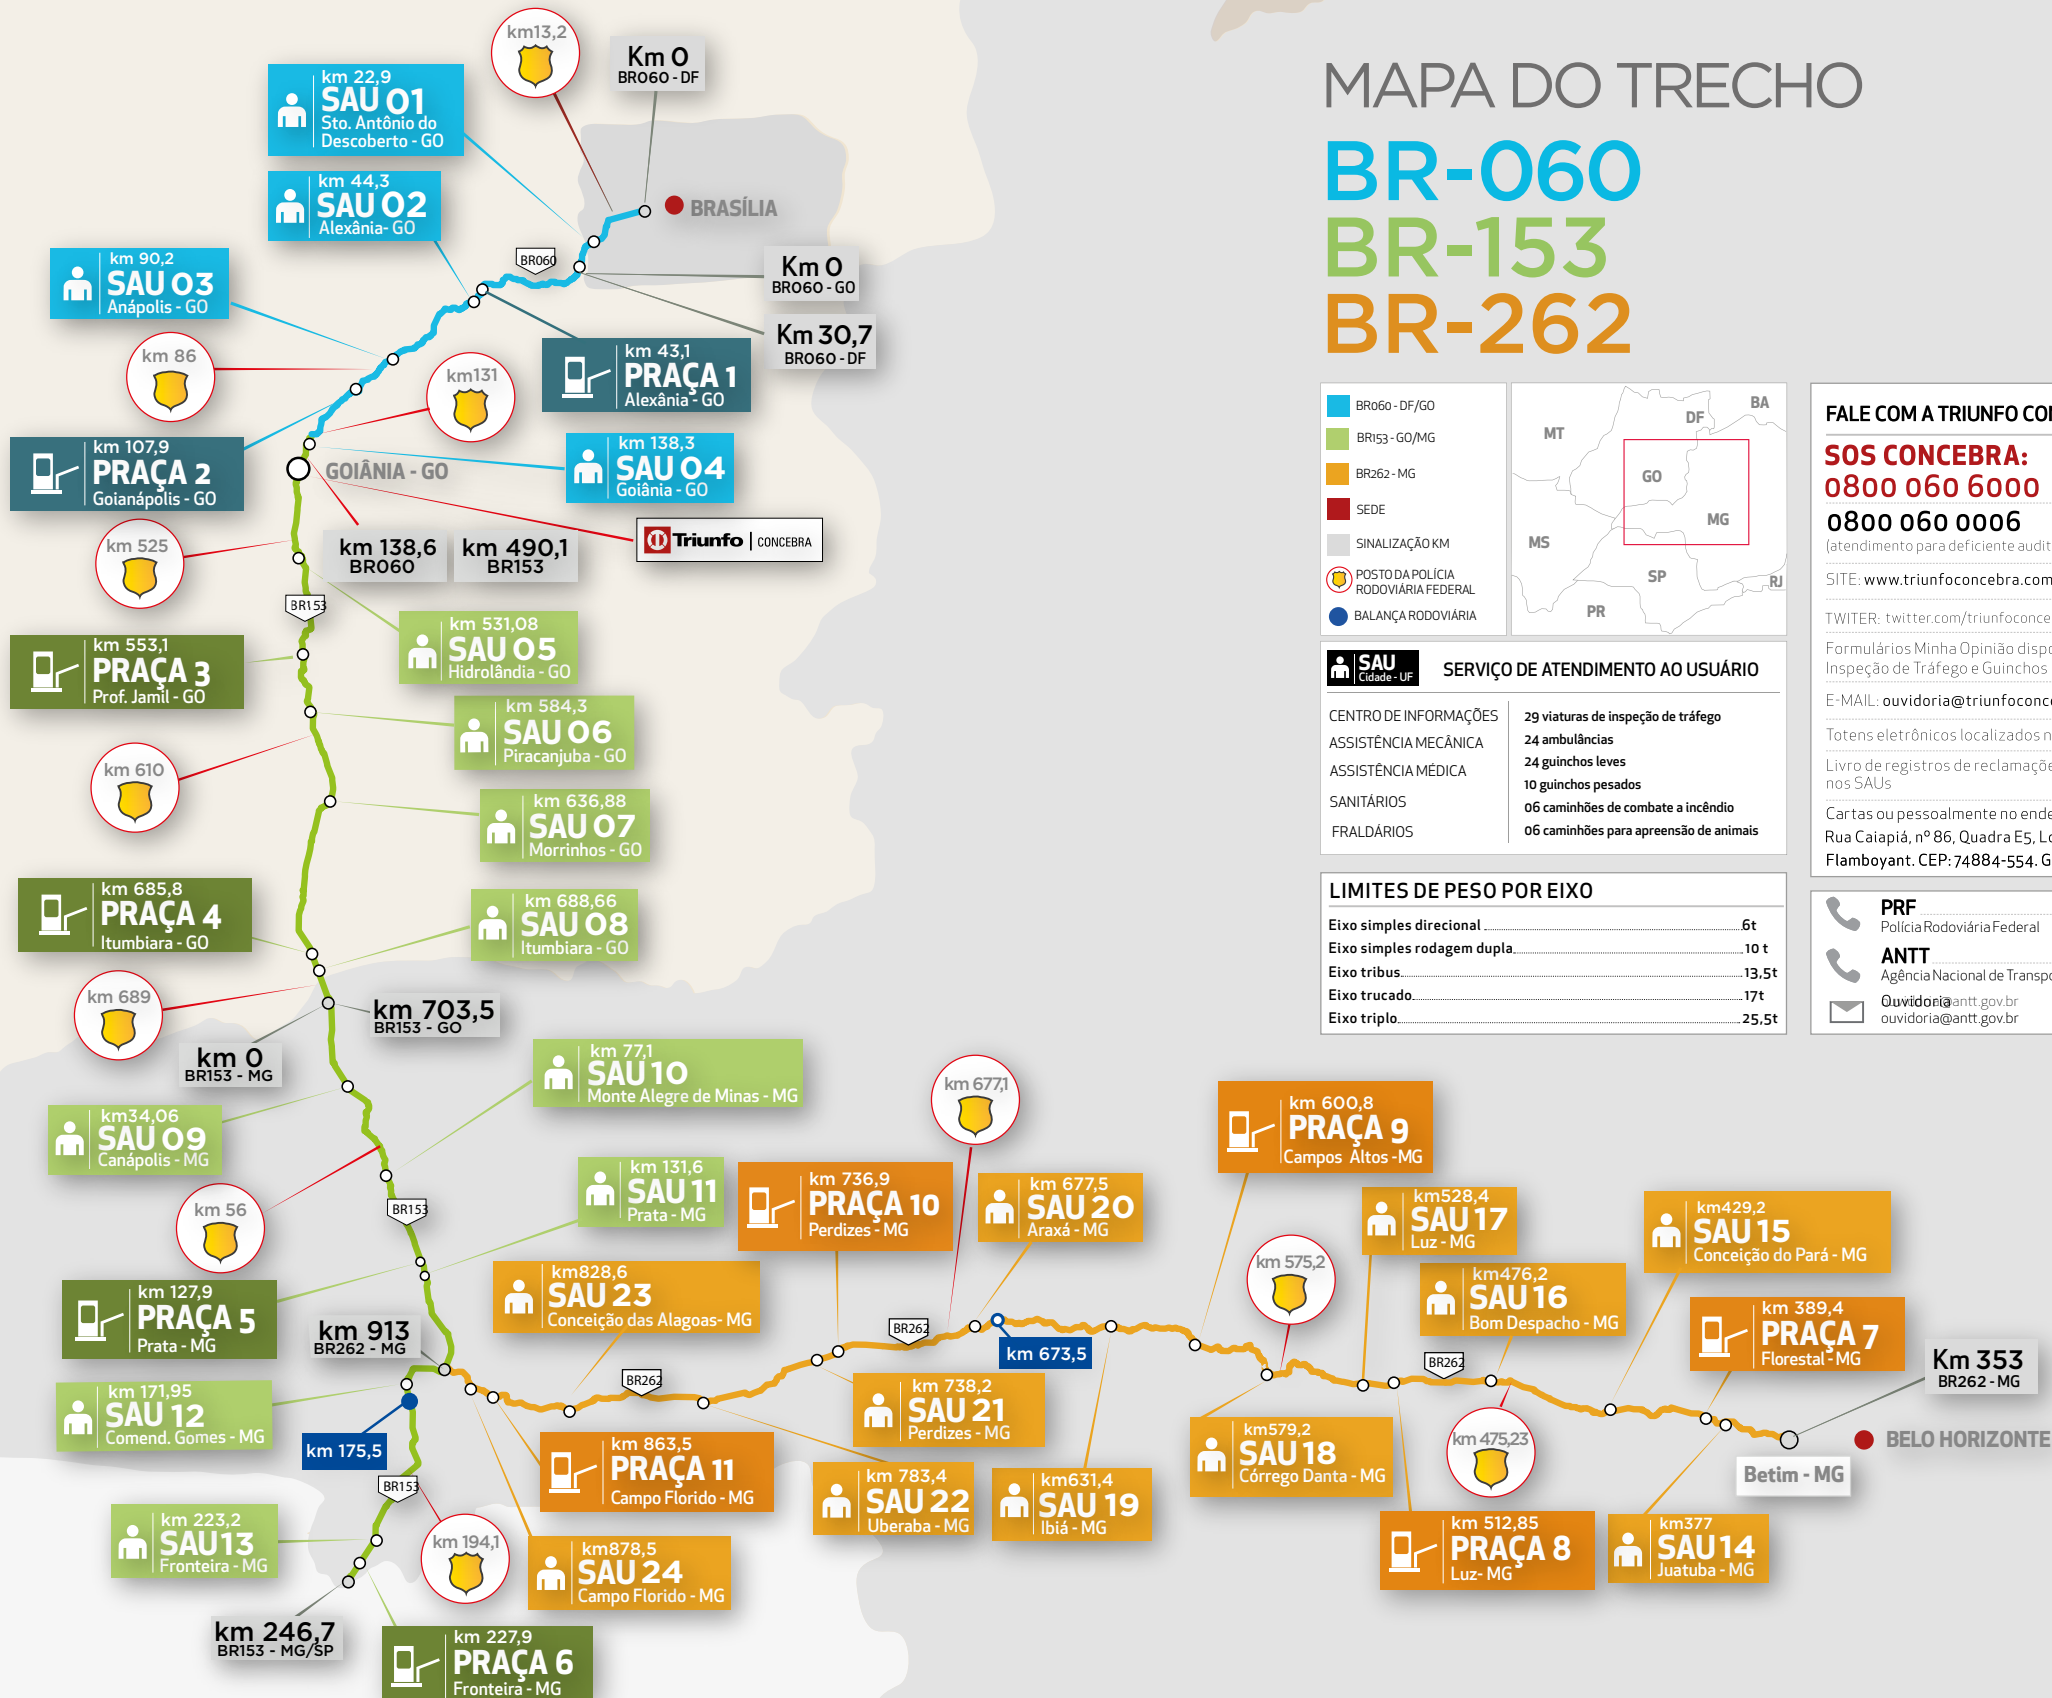 MAPA DO TRECHO
BR-060
BR-153
BR-262
km13,2
Km 0
BR060 - DF
km 22,9
SAU 01
Sto. Antônio do
Descoberto - GO
km 44,3
SAU 02
Alexânia- GO
BRASÍLIA
BR060
Km 0
BR060 - GO
Km 30,7
BR060 - DF
km 90,2
SAU 03
Anápolis - GO
km 86
km131
km 43,1
PRAÇA 1
Alexânia - GO
km 107,9
PRAÇA 2
Goianápolis - GO
km 138,3
SAU 04
Goiânia - GO
GOIÂNIA - GO
km 525
km 138,6
BR060
km 490,1
BR153
Triunfo | CONCEBRA
BR153
km 531,08
SAU 05
Hidrolândia - GO
km 553,1
PRAÇA 3
Prof. Jamil - GO
km 584,3
SAU 06
Piracanjuba - GO
km 610
km 636,88
SAU 07
Morrinhos - GO
km 685,8
PRAÇA 4
Itumbiara - GO
km 688,66
SAU 08
Itumbiara - GO
km 689
km 703,5
BR153 - GO
km 0
BR153 - MG
km 77,1
SAU 10
Monte Alegre de Minas - MG
km34,06
SAU 09
Canápolis - MG
km 56
BR153
km 131,6
SAU 11
Prata - MG
km 127,9
PRAÇA 5
Prata - MG
km 913
BR262 - MG
km 171,95
SAU 12
Comend. Gomes - MG
km 175,5
BR153
km 223,2
SAU13
Fronteira - MG
km 194,1
km 246,7
BR153 - MG/SP
km 227,9
PRAÇA 6
Fronteira - MG
km828,6
SAU 23
Conceição das Alagoas- MG
BR262
km 863,5
PRAÇA 11
Campo Florido - MG
km878,5
SAU 24
Campo Florido - MG
km 736,9
PRAÇA 10
Perdizes - MG
km 677,1
km 677,5
SAU 20
Araxá - MG
BR262
km 673,5
km 738,2
SAU 21
Perdizes - MG
km 783,4
SAU 22
Uberaba - MG
km631,4
SAU 19
Ibiá - MG
km 600,8
PRAÇA 9
Campos Altos -MG
km 575,2
km528,4
SAU 17
Luz - MG
km476,2
SAU 16
Bom Despacho - MG
BR262
km429,2
SAU 15
Conceição do Pará - MG
km 389,4
PRAÇA 7
Florestal - MG
Km 353
BR262 - MG
km579,2
SAU 18
Córrego Danta - MG
km 475,23
km 512,85
PRAÇA 8
Luz- MG
km377
SAU 14
Juatuba - MG
Betim - MG
BELO HORIZONTE
BR060 - DF/GO
BR153 - GO/MG
BR262 - MG
SEDE
SINALIZAÇÃO KM
POSTO DA POLÍCIA
RODOVIÁRIA FEDERAL
BALANÇA RODOVIÁRIA
MT
DF
BA
GO
MG
MS
SP
RJ
PR
SAU
Cidade - UF
SERVIÇO DE ATENDIMENTO AO USUÁRIO
CENTRO DE INFORMAÇÕES
ASSISTÊNCIA MECÂNICA
ASSISTÊNCIA MÉDICA
SANITÁRIOS
FRALDÁRIOS
29 viaturas de inspeção de tráfego
24 ambulâncias
24 guinchos leves
10 guinchos pesados
06 caminhões de combate a incêndio
06 caminhões para apreensão de animais
LIMITES DE PESO POR EIXO
Eixo simples direcional 6t
Eixo simples rodagem dupla 10 t
Eixo tribus 13,5t
Eixo trucado 17t
Eixo triplo 25,5t
FALE COM A TRIUNFO CO
SOS CONCEBRA:
0800 060 6000
0800 060 0006
(atendimento para deficiente audit
SITE: www.triunfoconcebra.com
TWITER: twitter.com/triunfoconce
Formulários Minha Opinião dispo
Inspeção de Tráfego e Guinchos
E-MAIL: ouvidoria@triunfoconce
Totens eletrônicos localizados n
Livro de registros de reclamaçõe
nos SAUs
Cartas ou pessoalmente no ende
Rua Caiapiá, nº 86, Quadra E5, Lo
Flamboyant. CEP: 74884-554. G
PRF
Polícia Rodoviária Federal
ANTT
Agência Nacional de Transpo
Ouvidoria
ouvidoria@antt.gov.br
ouvidoria@antt.gov.br